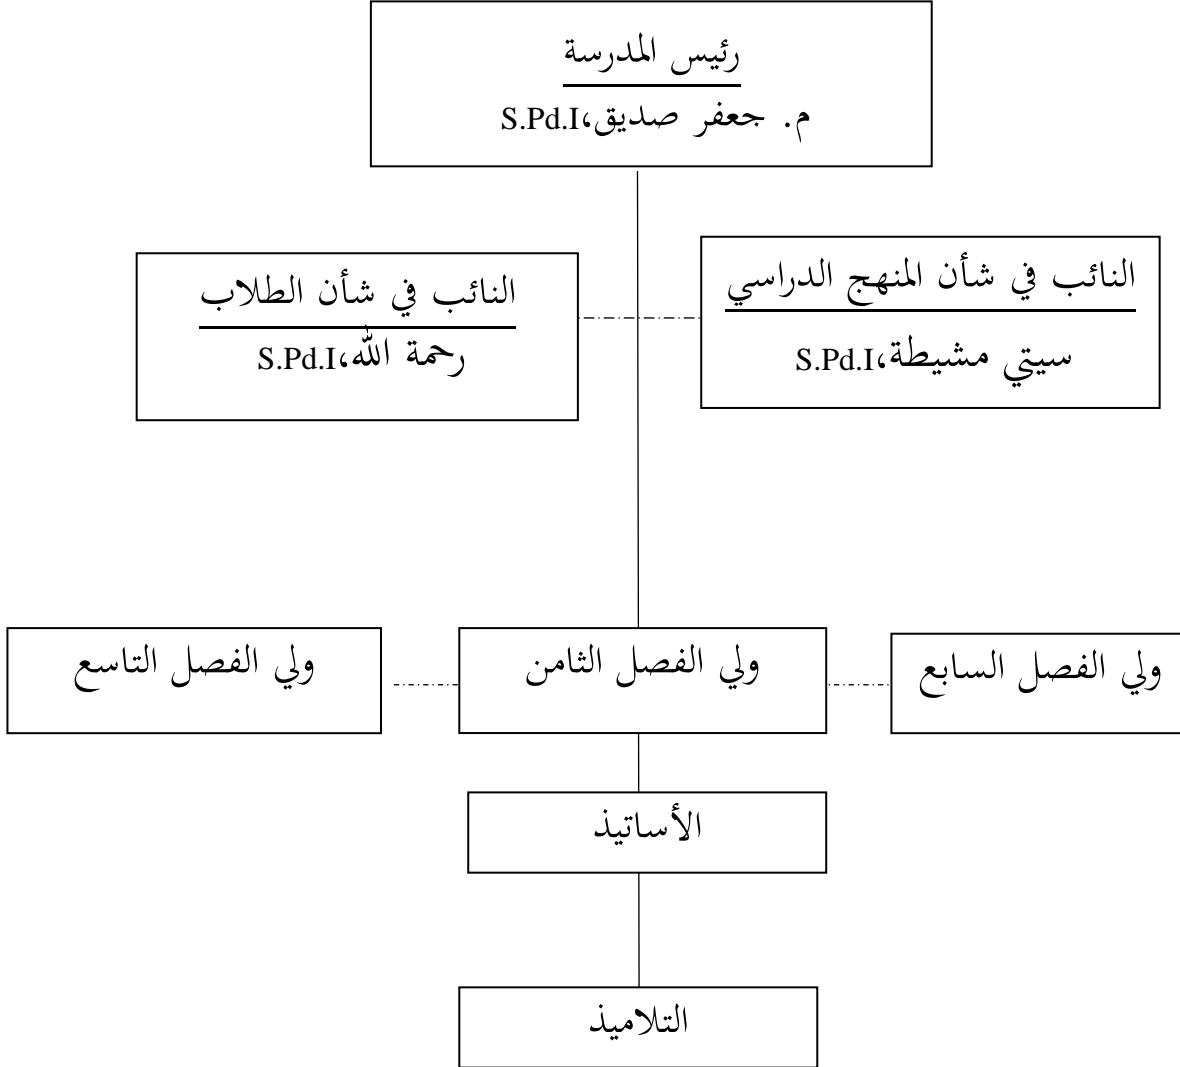 رئيس المدرسة
م. جعفر صديق،S.Pd.I
النائب في شأن المنهج الدراسي
سيتي مشيطة،S.Pd.I
النائب في شأن الطلاب
رحمة الله،S.Pd.I
ولي الفصل السابع
ولي الفصل الثامن
ولي الفصل التاسع
الأساتيذ
التلاميذ